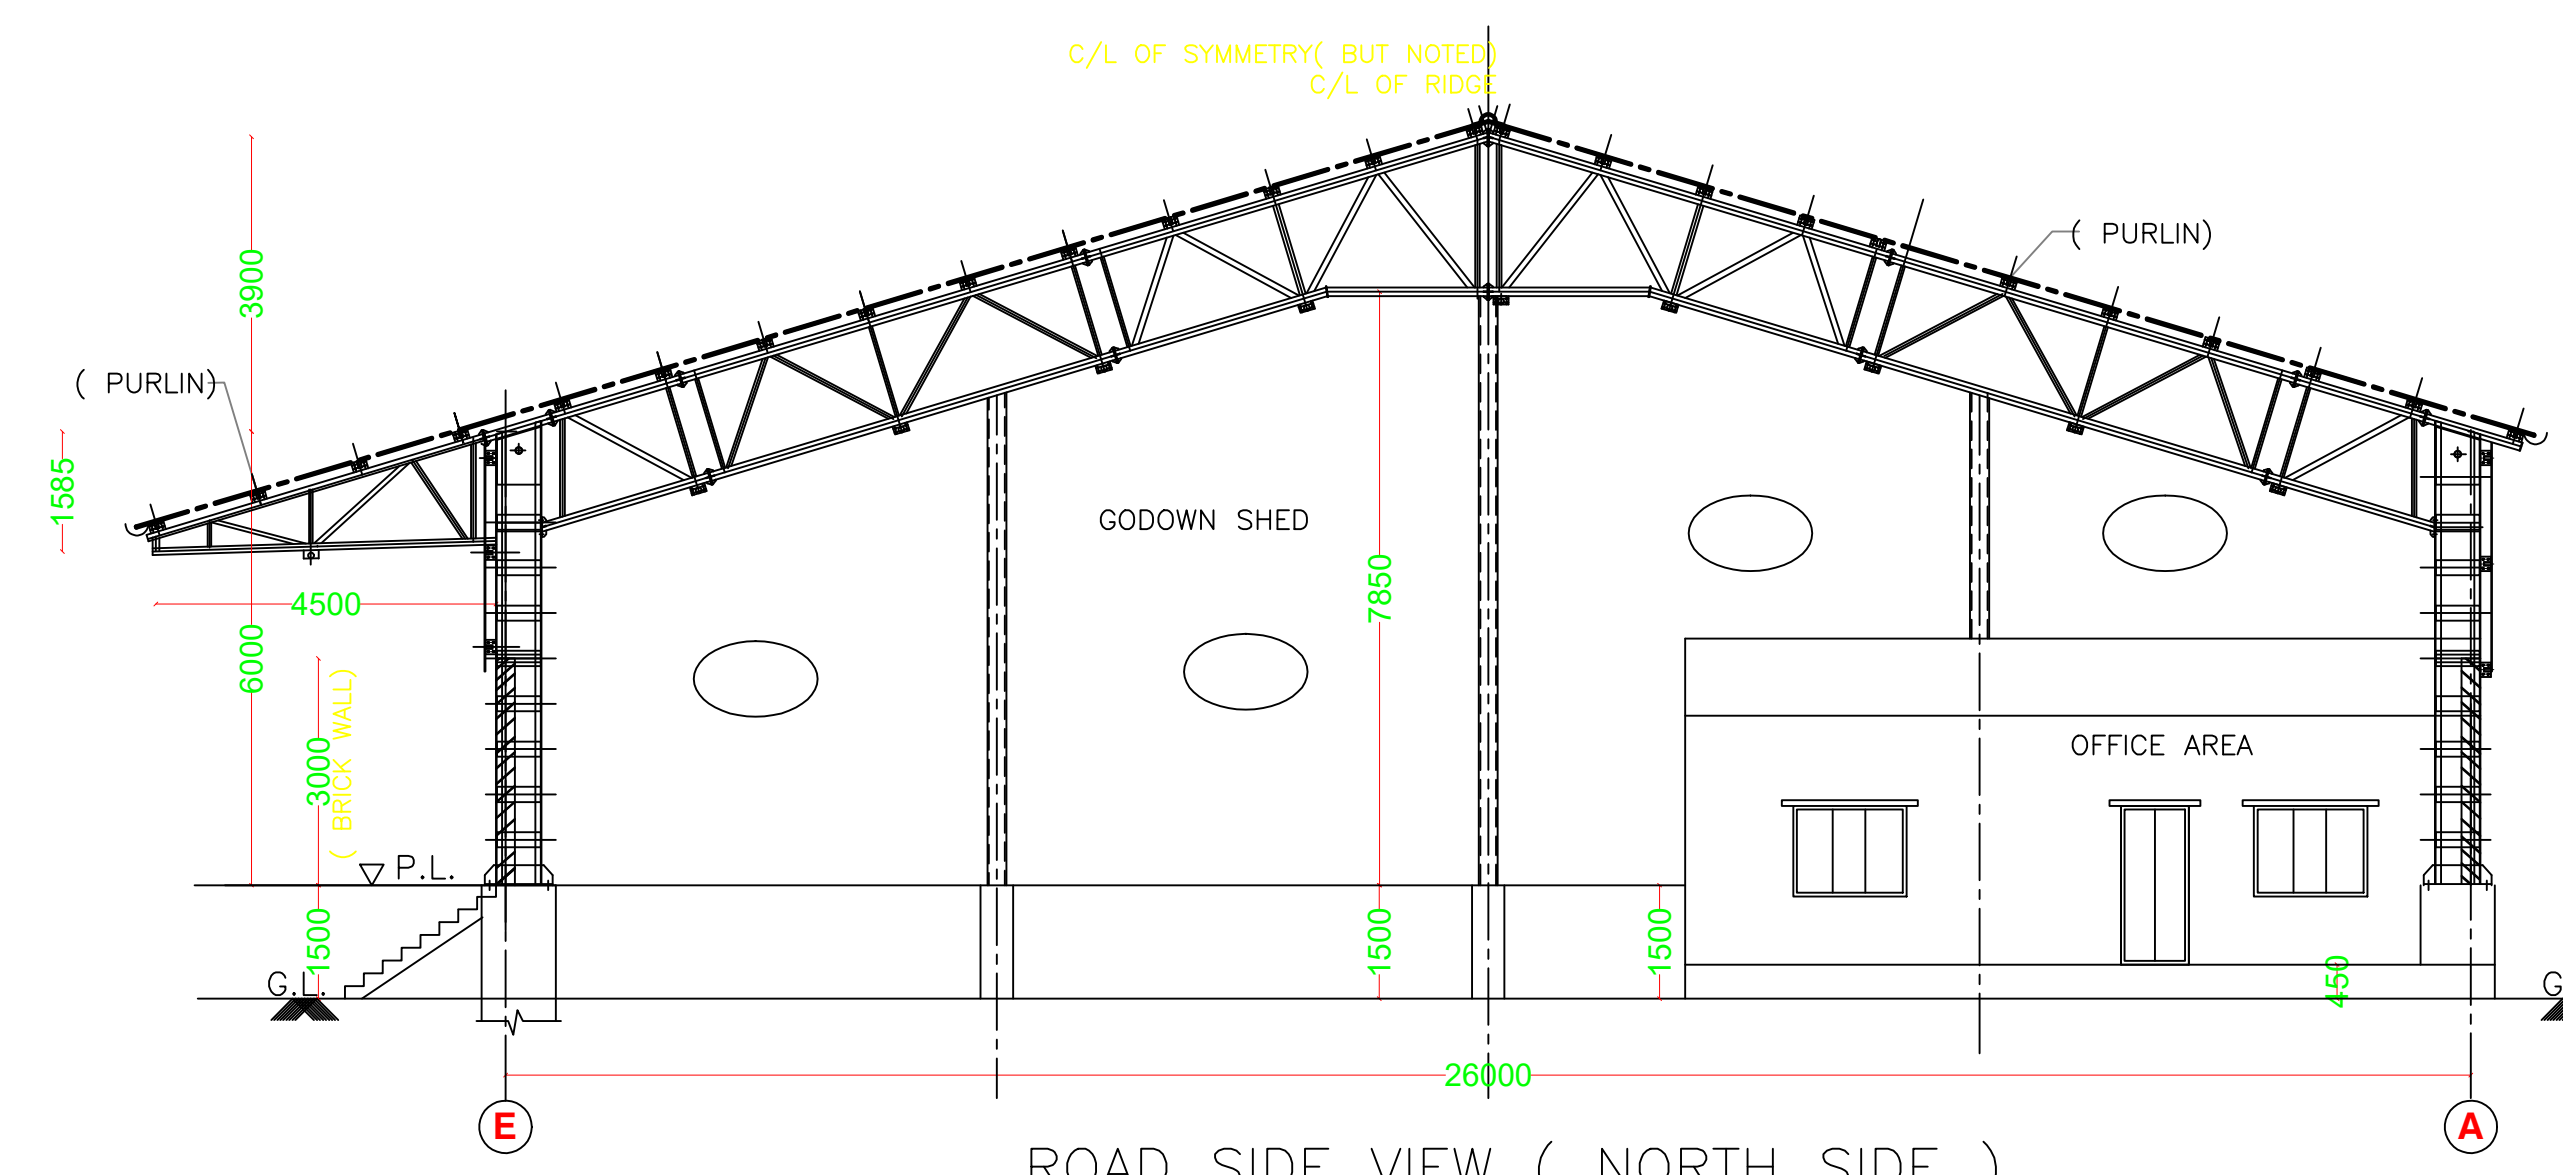 C/L OF SYMMETRY( BUT NOTED)
C/L OF RIDGE
( PURLIN)
3900
( PURLIN)
1585
GODOWN SHED
7850
4500
6000
3000
( BRICK WALL)
OFFICE AREA
P.L.
1500
1500
1500
450
G.L.
G
26000
E
A
ROAD SIDE VIEW ( NORTH SIDE )